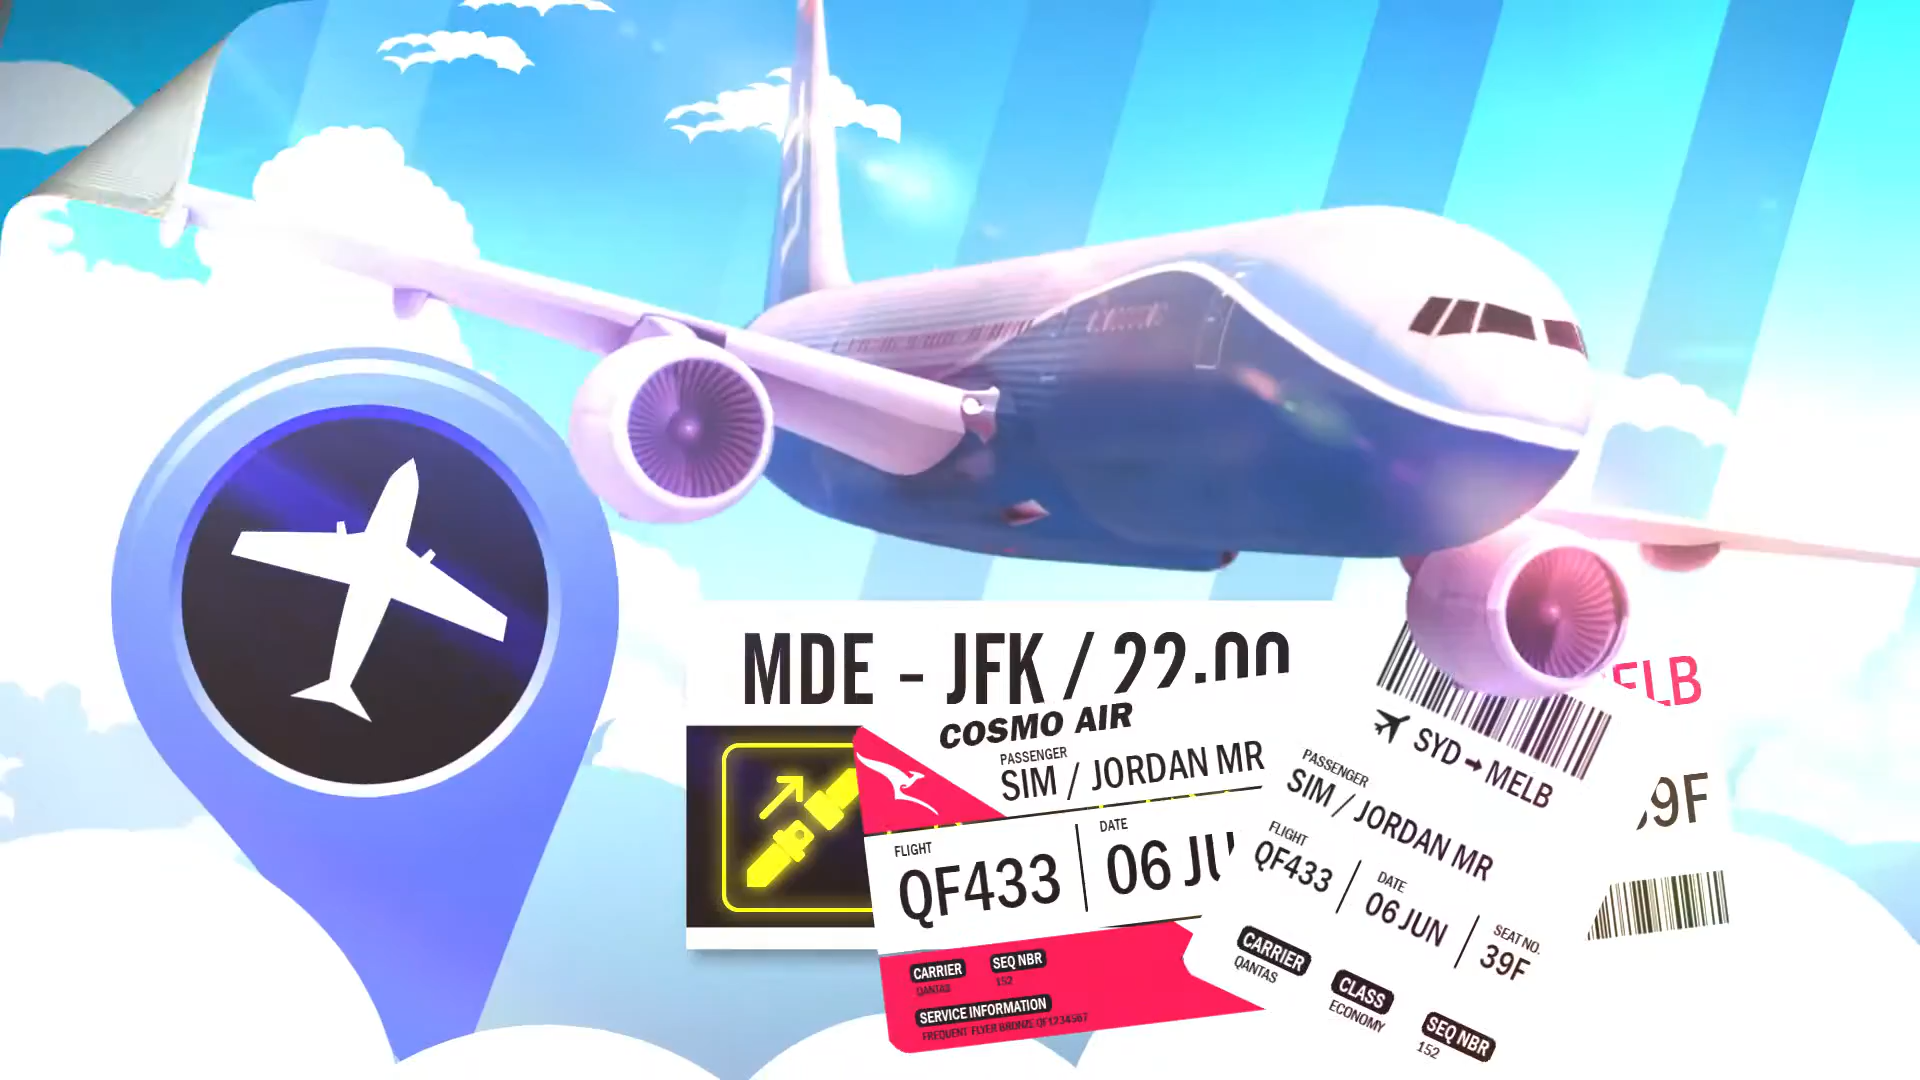 MDE - JFK / 22:00
COSMO AIR
PASSENGER
SIM / JORDAN MR
FLIGHT
QF433
DATE
06 JU
CARRIER
QANTAS
SEQ NBR
152
SERVICE INFORMATION
FREQUENT FLYER BRONZE QF1234567
SYD MELB
PASSENGER
SIM / JORDAN MR
FLIGHT
QF433
DATE
06 JUN
SEAT NO.
39F
CARRIER
QANTAS
CLASS
ECONOMY
SEQ NBR
152
MELB
39F